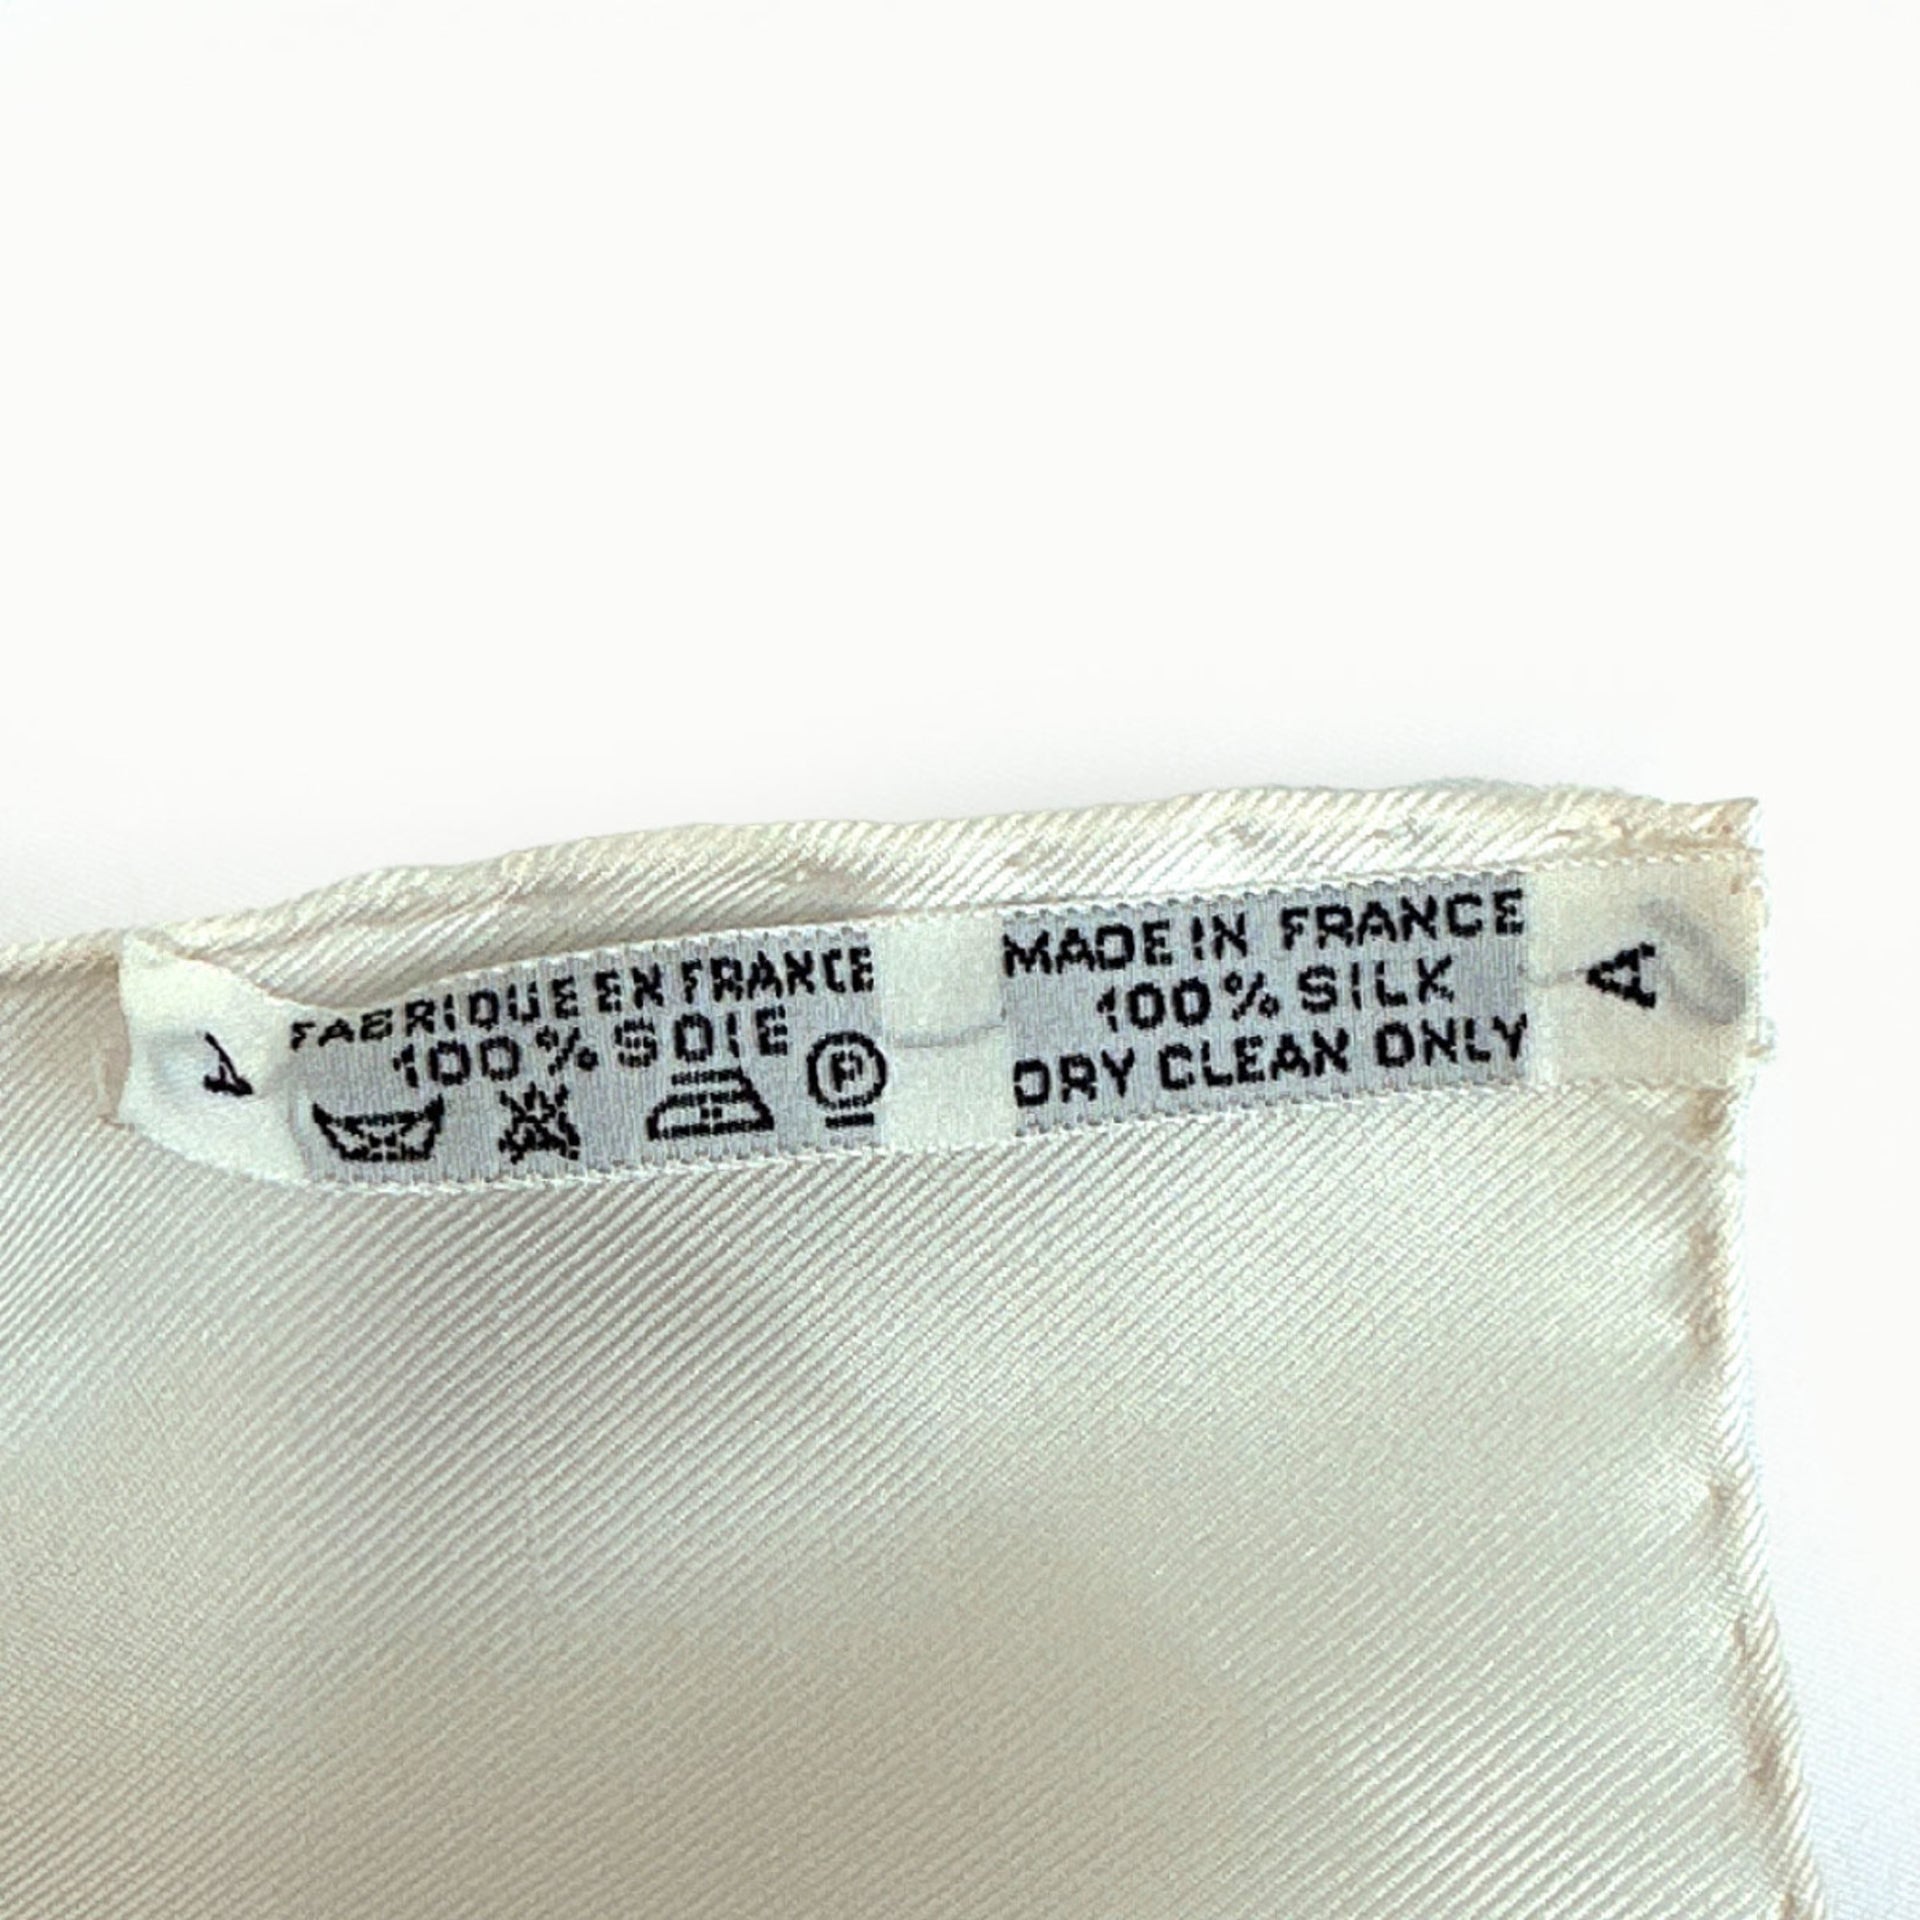 FABRIQUE EN FRANCE
100% SOIE
P
MADE IN FRANCE
100% SILK
DRY CLEAN ONLY
A